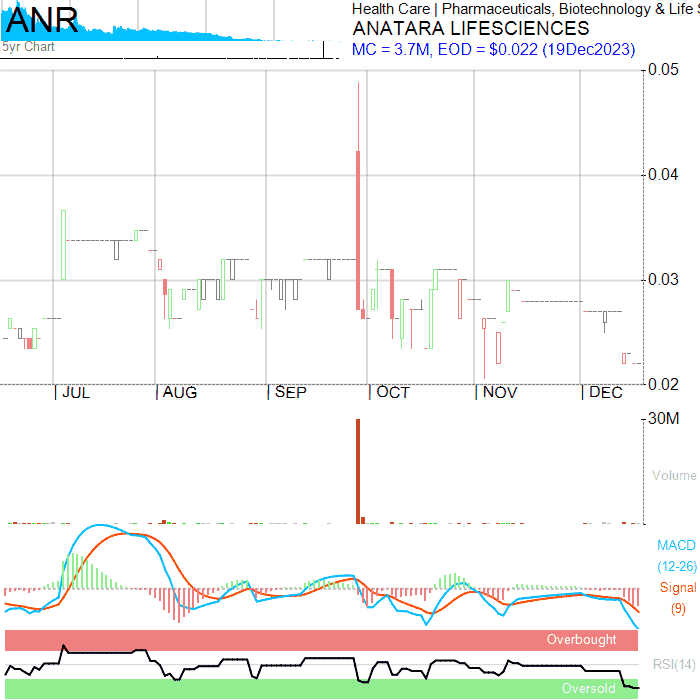 ANR
5yr Chart
Health Care | Pharmaceuticals, Biotechnology & Life S
ANATARA LIFESCIENCES
MC = 3.7M, EOD = $0.022 (19Dec2023)
0.05
0.04
0.03
0.02
JUL AUG SEP OCT NOV DEC
30M
Volume
MACD
(12-26)
Signal
(9)
Overbought
RSI(14)
Oversold